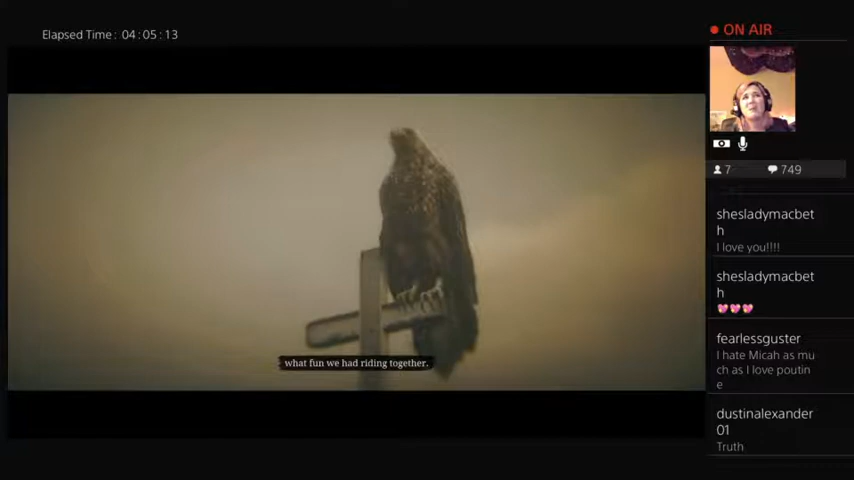 Elapsed Time: 04:05:13
ON AIR
7 749
shesladymacbet
h
I love you!!!!
shesladymacbet
h
💖💖💖
fearlessguster
I hate Micah as mu
ch as I love poutin
e
dustinalexander
01
Truth
what fun we had riding together.